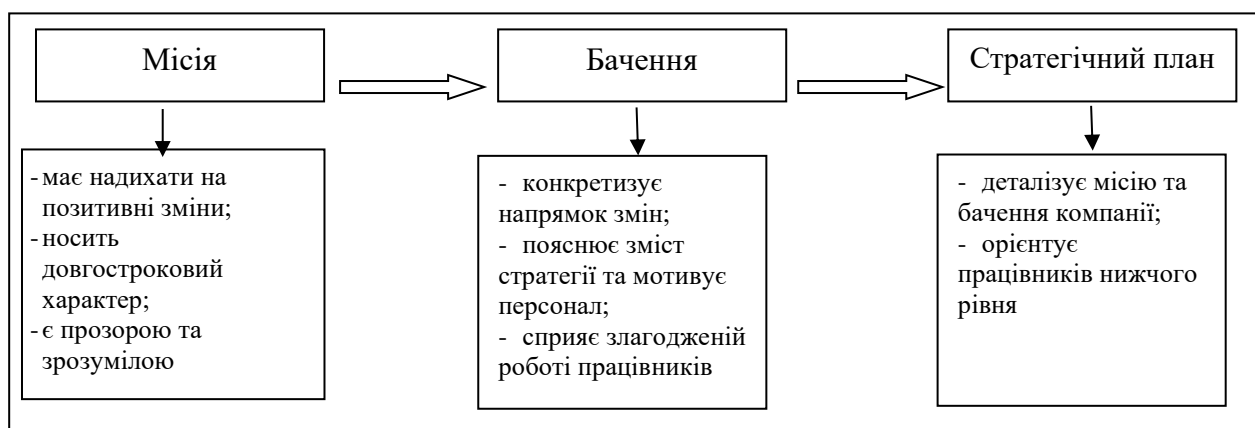 Місія
Бачення
Стратегічний план
- має надихати на
позитивні зміни;
- носить
довгостроковий
характер;
- є прозорою та
зрозумілою
- конкретизує
напрямок змін;
- пояснює зміст
стратегії та мотивує
персонал;
- сприяє злагодженій
роботі працівників
- деталізує місію та
бачення компанії;
- орієнтує
працівників нижчого
рівня